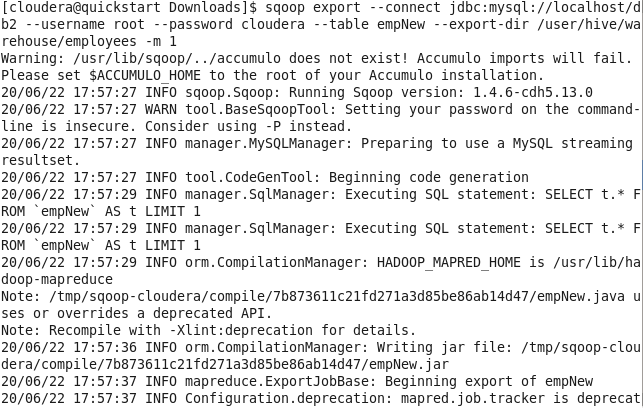 [cloudera@quickstart Downloads]$ sqoop export --connect jdbc:mysql://localhost/d
b2 --username root --password cloudera --table empNew --export-dir /user/hive/wa
rehouse/employees -m 1
Warning: /usr/lib/sqoop/../accumulo does not exist! Accumulo imports will fail.
Please set $ACCUMULO_HOME to the root of your Accumulo installation.
20/06/22 17:57:27 INFO sqoop.Sqoop: Running Sqoop version: 1.4.6-cdh5.13.0
20/06/22 17:57:27 WARN tool.BaseSqoopTool: Setting your password on the command-
line is insecure. Consider using -P instead.
20/06/22 17:57:27 INFO manager.MySQLManager: Preparing to use a MySQL streaming
resultset.
20/06/22 17:57:27 INFO tool.CodeGenTool: Beginning code generation
20/06/22 17:57:29 INFO manager.SqlManager: Executing SQL statement: SELECT t.* F
ROM `empNew` AS t LIMIT 1
20/06/22 17:57:29 INFO manager.SqlManager: Executing SQL statement: SELECT t.* F
ROM `empNew` AS t LIMIT 1
20/06/22 17:57:29 INFO orm.CompilationManager: HADOOP_MAPRED_HOME is /usr/lib/ha
doop-mapreduce
Note: /tmp/sqoop-cloudera/compile/7b873611c21fd271a3d85be86ab14d47/empNew.java u
ses or overrides a deprecated API.
Note: Recompile with -Xlint:deprecation for details.
20/06/22 17:57:36 INFO orm.CompilationManager: Writing jar file: /tmp/sqoop-clou
dera/compile/7b873611c21fd271a3d85be86ab14d47/empNew.jar
20/06/22 17:57:37 INFO mapreduce.ExportJobBase: Beginning export of empNew
20/06/22 17:57:37 INFO Configuration.deprecation: mapred.job.tracker is deprecat